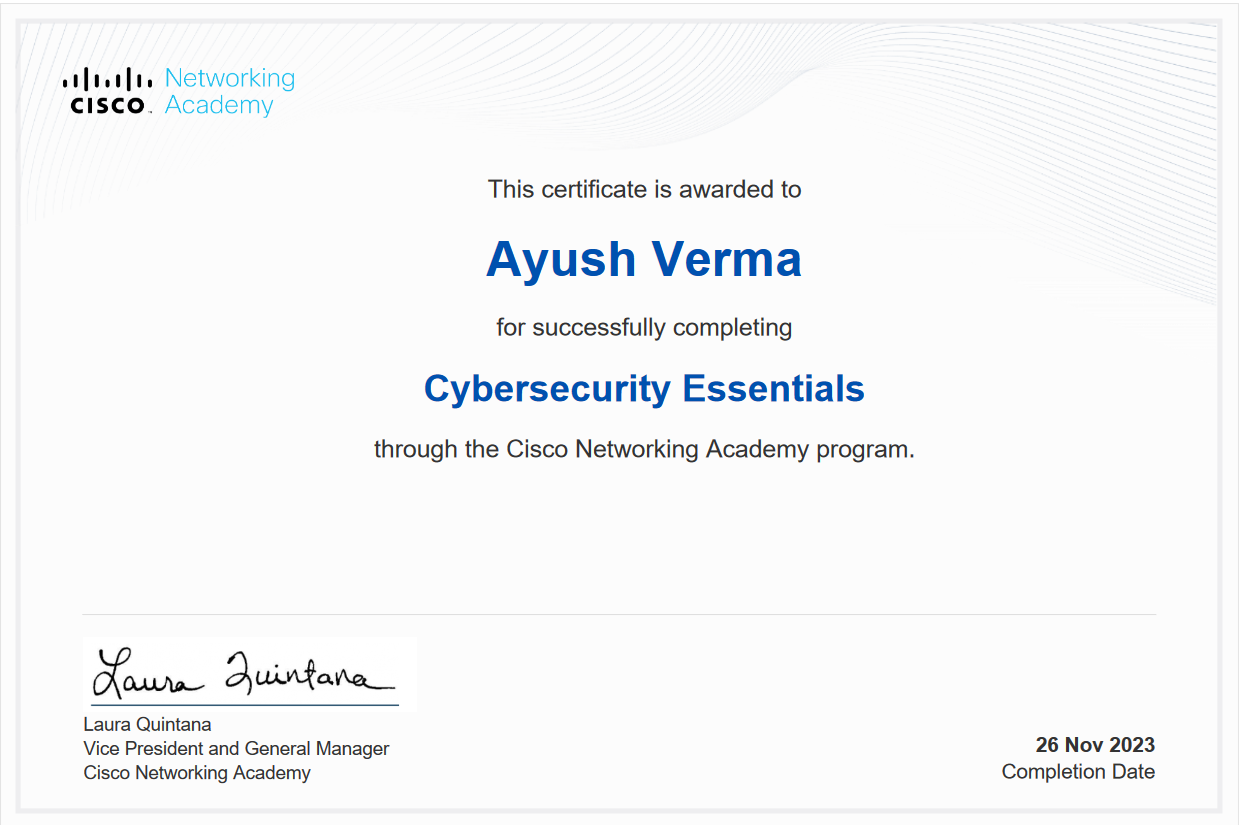 Networking
CISCO Academy
This certificate is awarded to
Ayush Verma
for successfully completing
Cybersecurity Essentials
through the Cisco Networking Academy program.
Laura Quintana
Laura Quintana
Vice President and General Manager
Cisco Networking Academy
26 Nov 2023
Completion Date